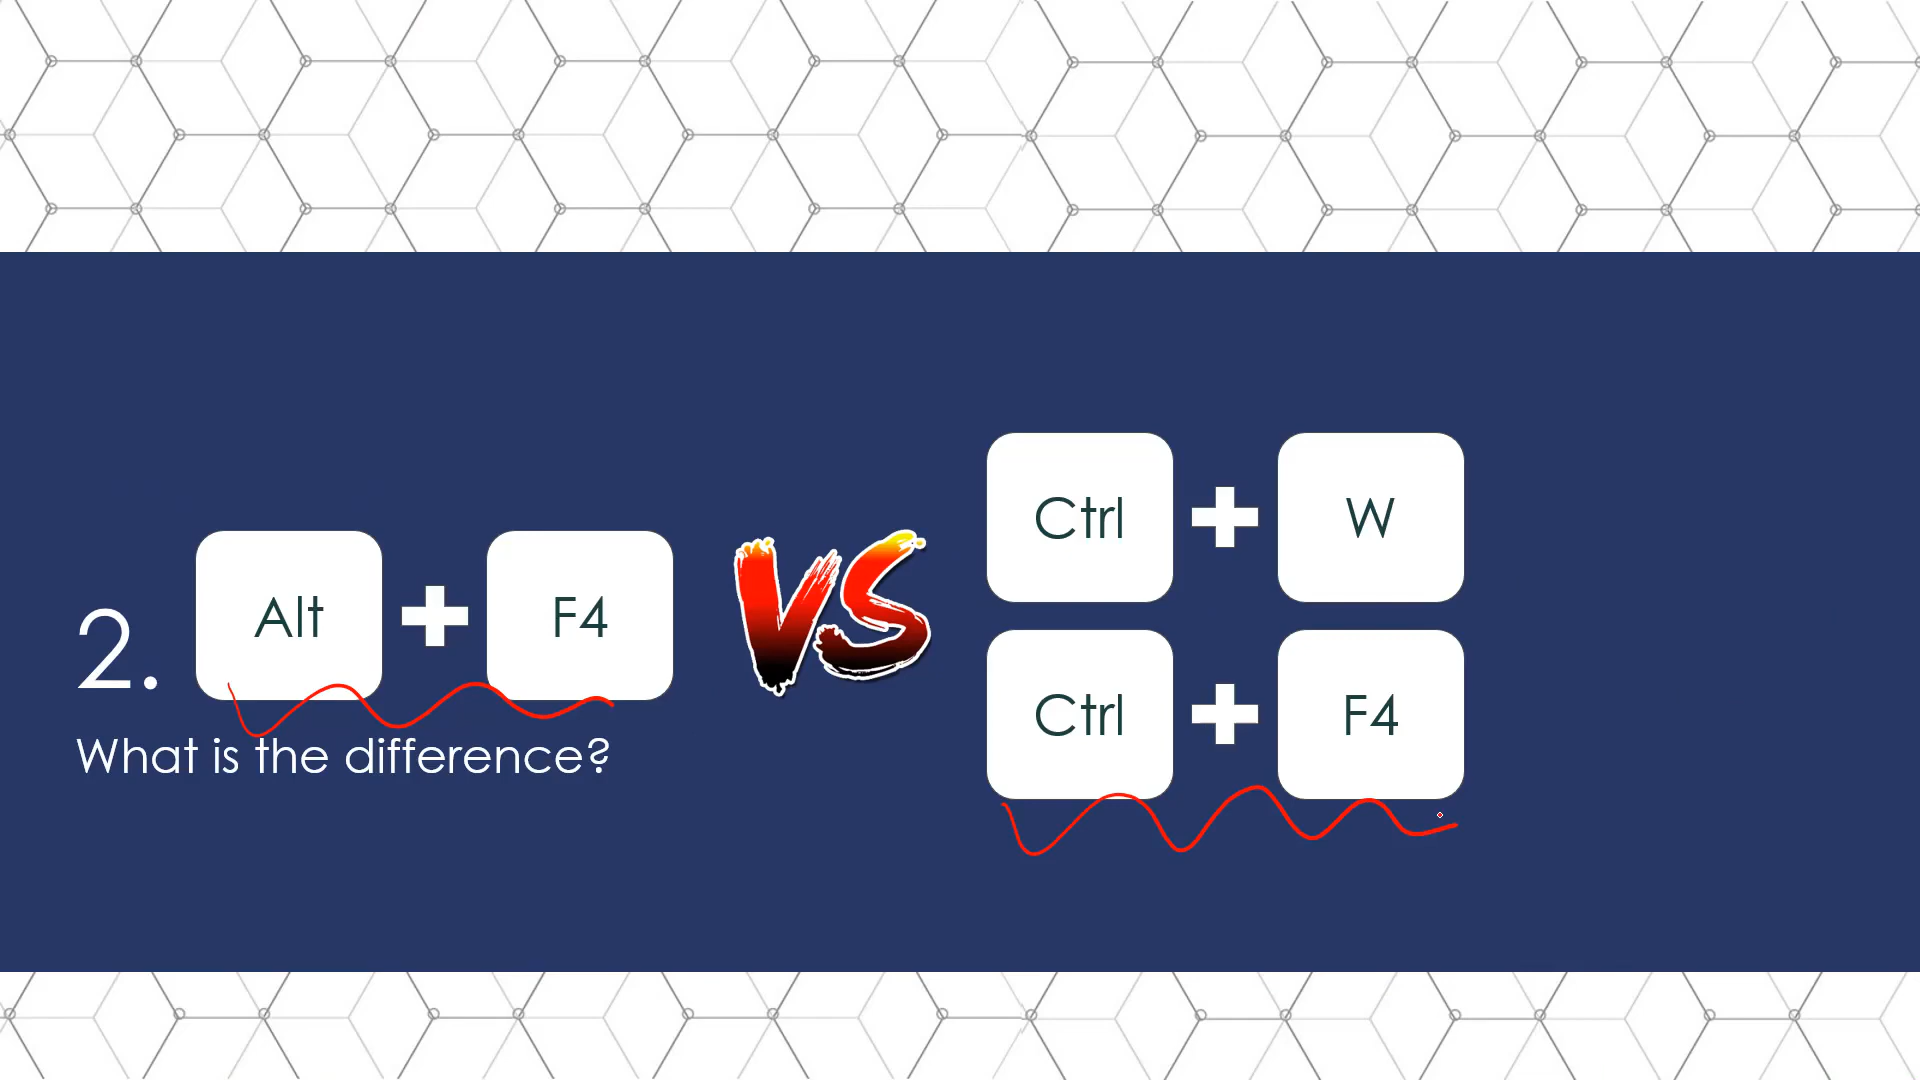 2. Alt + F4 VS Ctrl + W
Ctrl + F4
What is the difference?